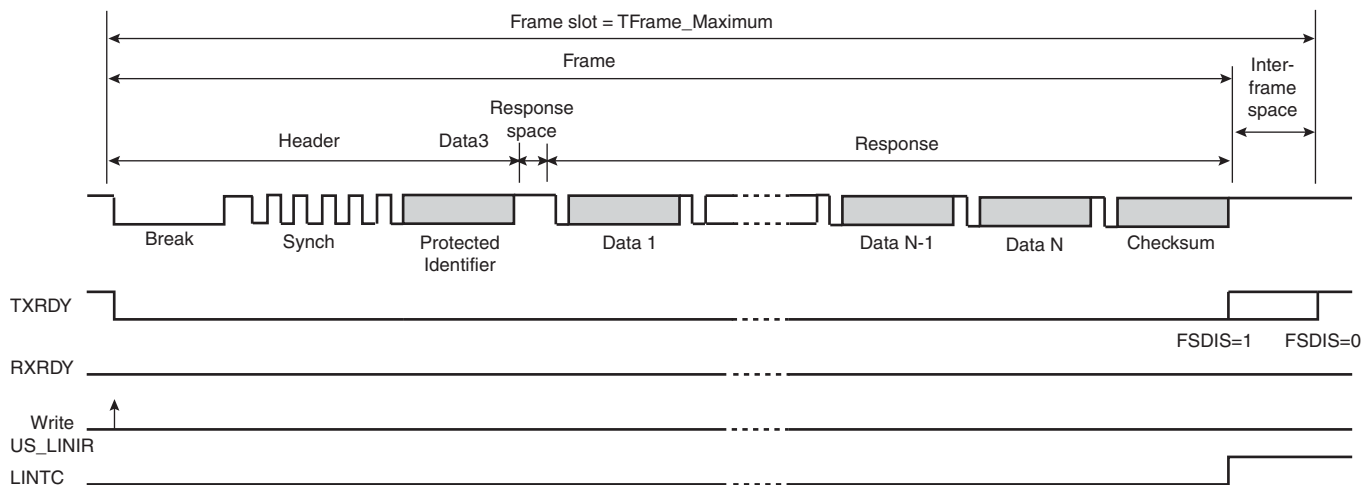 Frame slot = TFrame_Maximum
Frame
Inter-
frame
space
Header
Data3
Response
space
Response
Break
Synch
Protected
Identifier
Data 1
Data N-1
Data N
Checksum
TXRDY
FSDIS=1
FSDIS=0
RXRDY
Write
US_LINIR
LINTC